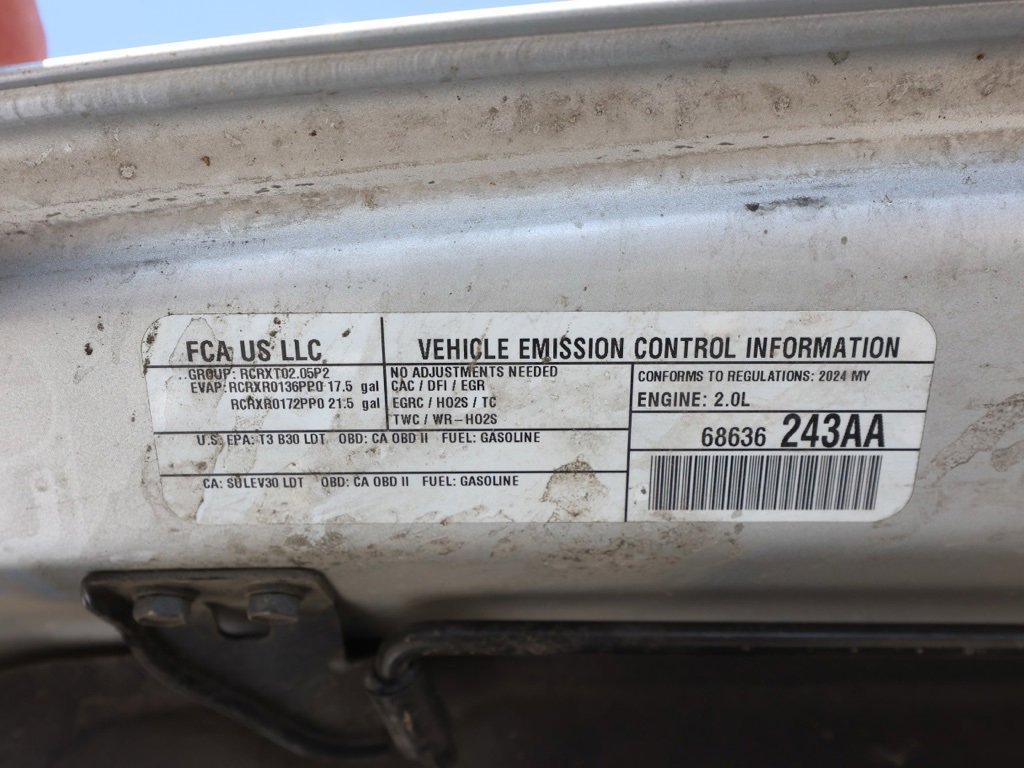 FCA US LLC
VEHICLE EMISSION CONTROL INFORMATION
GROUP: RCRXT02.05P2
EVAP: RCRXR0136PP0 17.5 gal
RCRXR0172PP0 21.5 gal
NO ADJUSTMENTS NEEDED
CAC / DFI / EGR
EGRC / HO2S / TC
TWC / WR-HO2S
CONFORMS TO REGULATIONS: 2024 MY
ENGINE: 2.0L
68636 243AA
U.S. EPA: T3 B30 LDT OBD: CA OBD II FUEL: GASOLINE
CA: SULEV30 LDT OBD: CA OBD II FUEL: GASOLINE